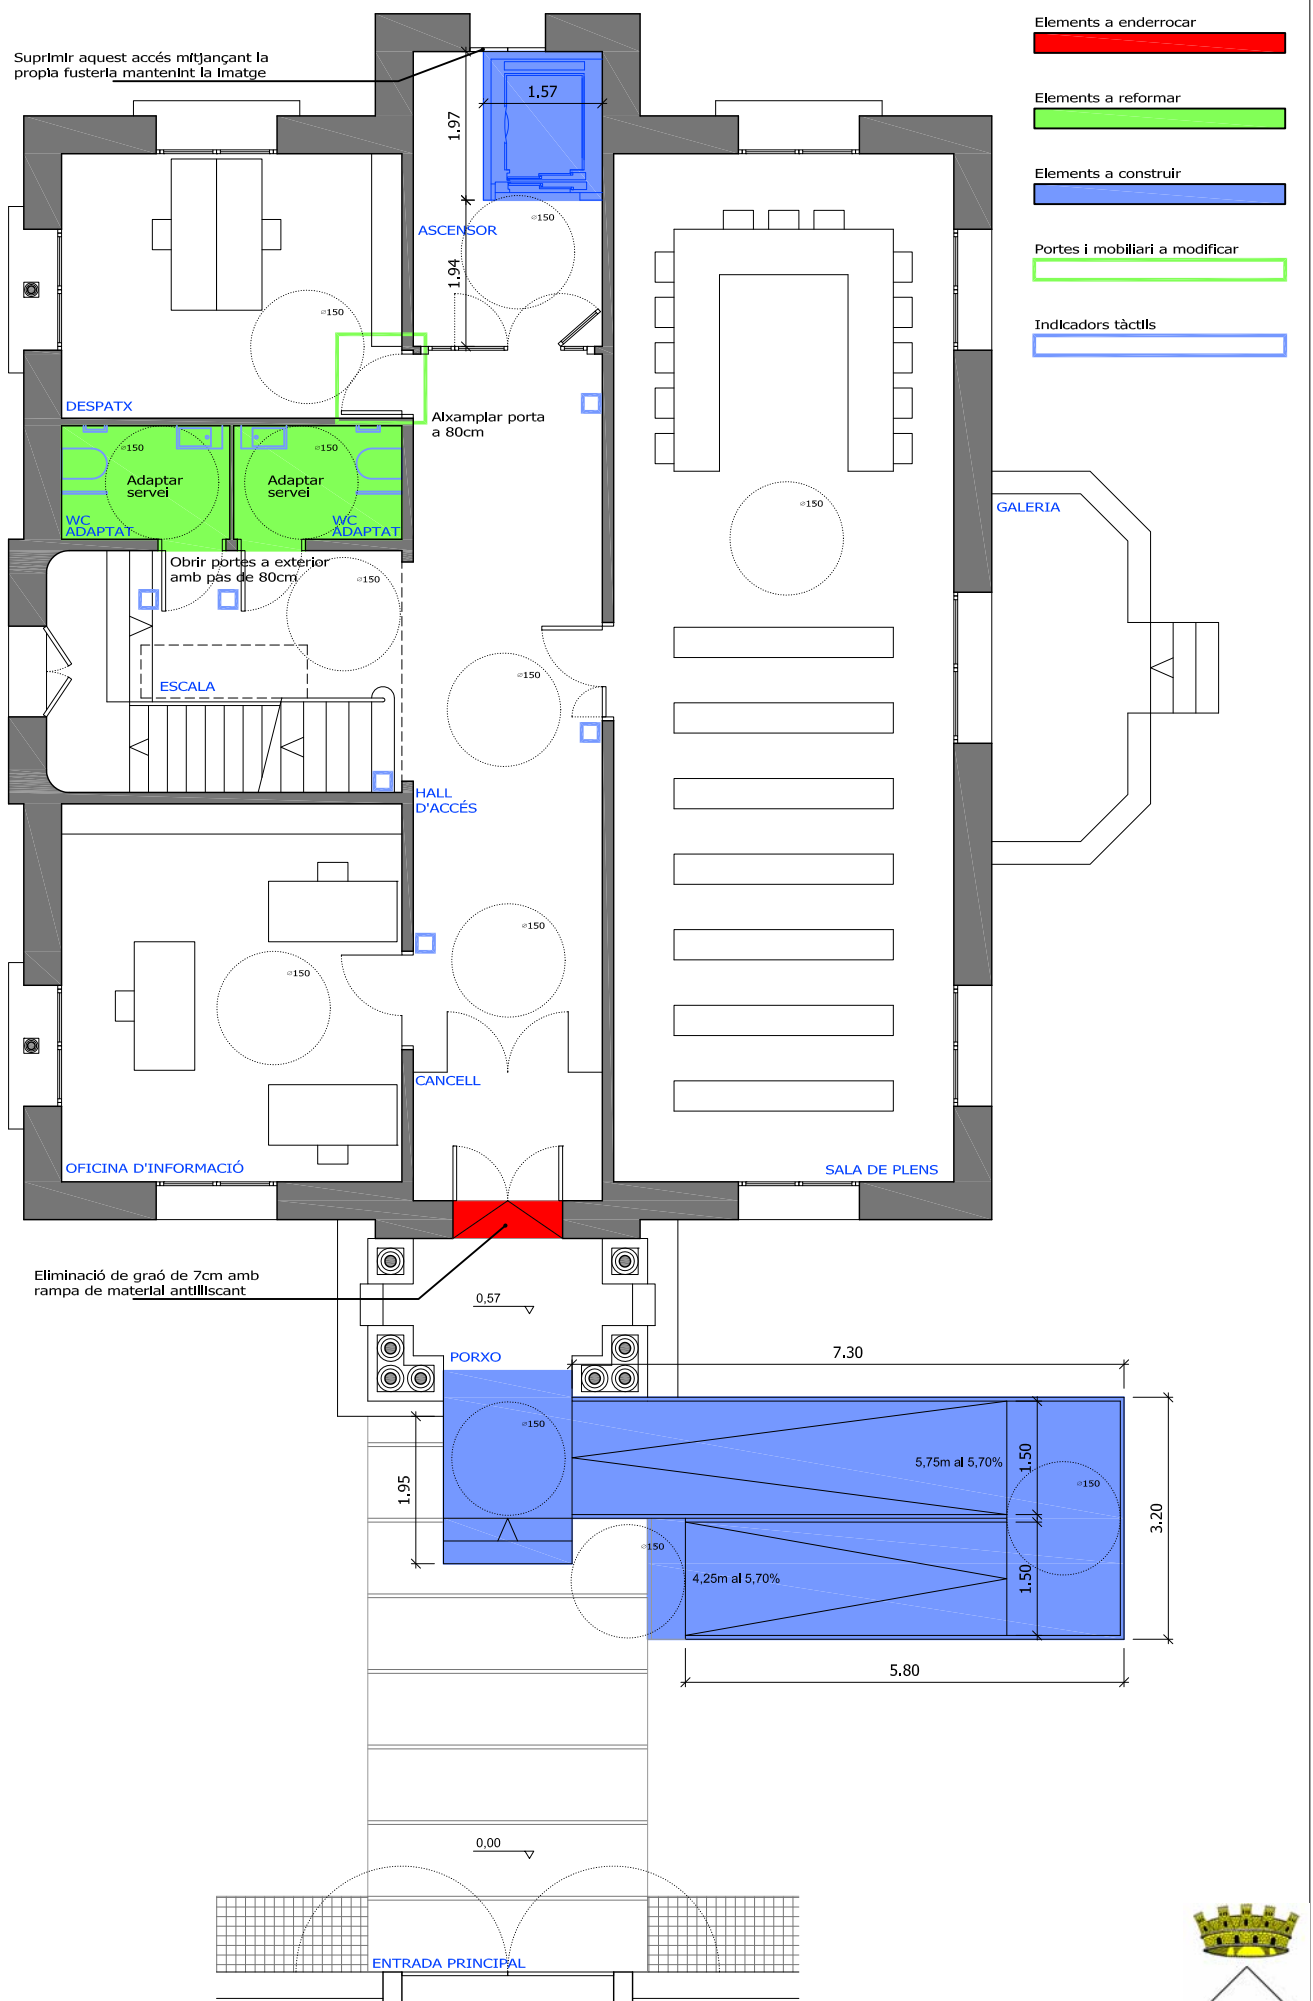 Elements a enderrocar
Suprimir aquest accés mitjançant la
propia fusteria mantenint la imatge
Elements a reformar
Elements a construir
Portes i mobiliari a modificar
Indicadors tàctils
1.57
1.97
ASCENSOR
⌀150
1.94
⌀150
DESPATX
Aixamplar porta
a 80cm
⌀150
⌀150
Adaptar
servei
Adaptar
servei
WC
ADAPTAT
WC
ADAPTAT
⌀150
GALERIA
Obrir portes a exterior
amb pas de 80cm
⌀150
ESCALA
⌀150
HALL
D'ACCÉS
⌀150
⌀150
CANCELL
OFICINA D'INFORMACIÓ
SALA DE PLENS
Eliminació de graó de 7cm amb
rampa de material antilliscant
0,57
PORXO
7.30
⌀150
5,75m al 5,70%
1.50
⌀150
1.95
3.20
⌀150
4,25m al 5,70%
1.50
5.80
0,00
ENTRADA PRINCIPAL